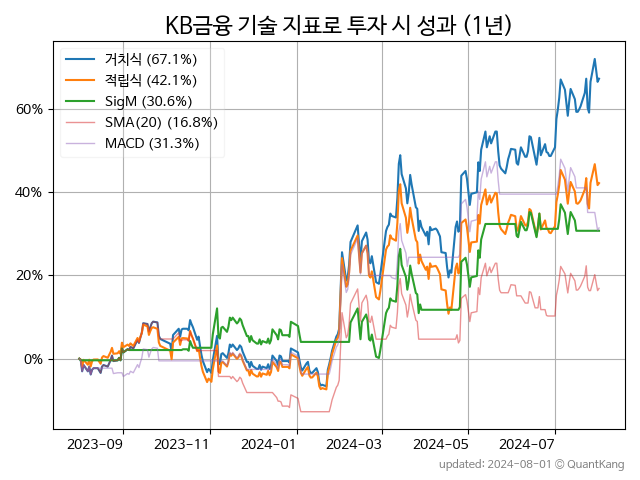 KB금융 기술 지표로 투자 시 성과 (1년)
거치식 (67.1%)
적립식 (42.1%)
SigM (30.6%)
SMA(20) (16.8%)
MACD (31.3%)
60%
40%
20%
0%
2023-09
2023-11
2024-01
2024-03
2024-05
2024-07
updated: 2024-08-01 © QuantKang